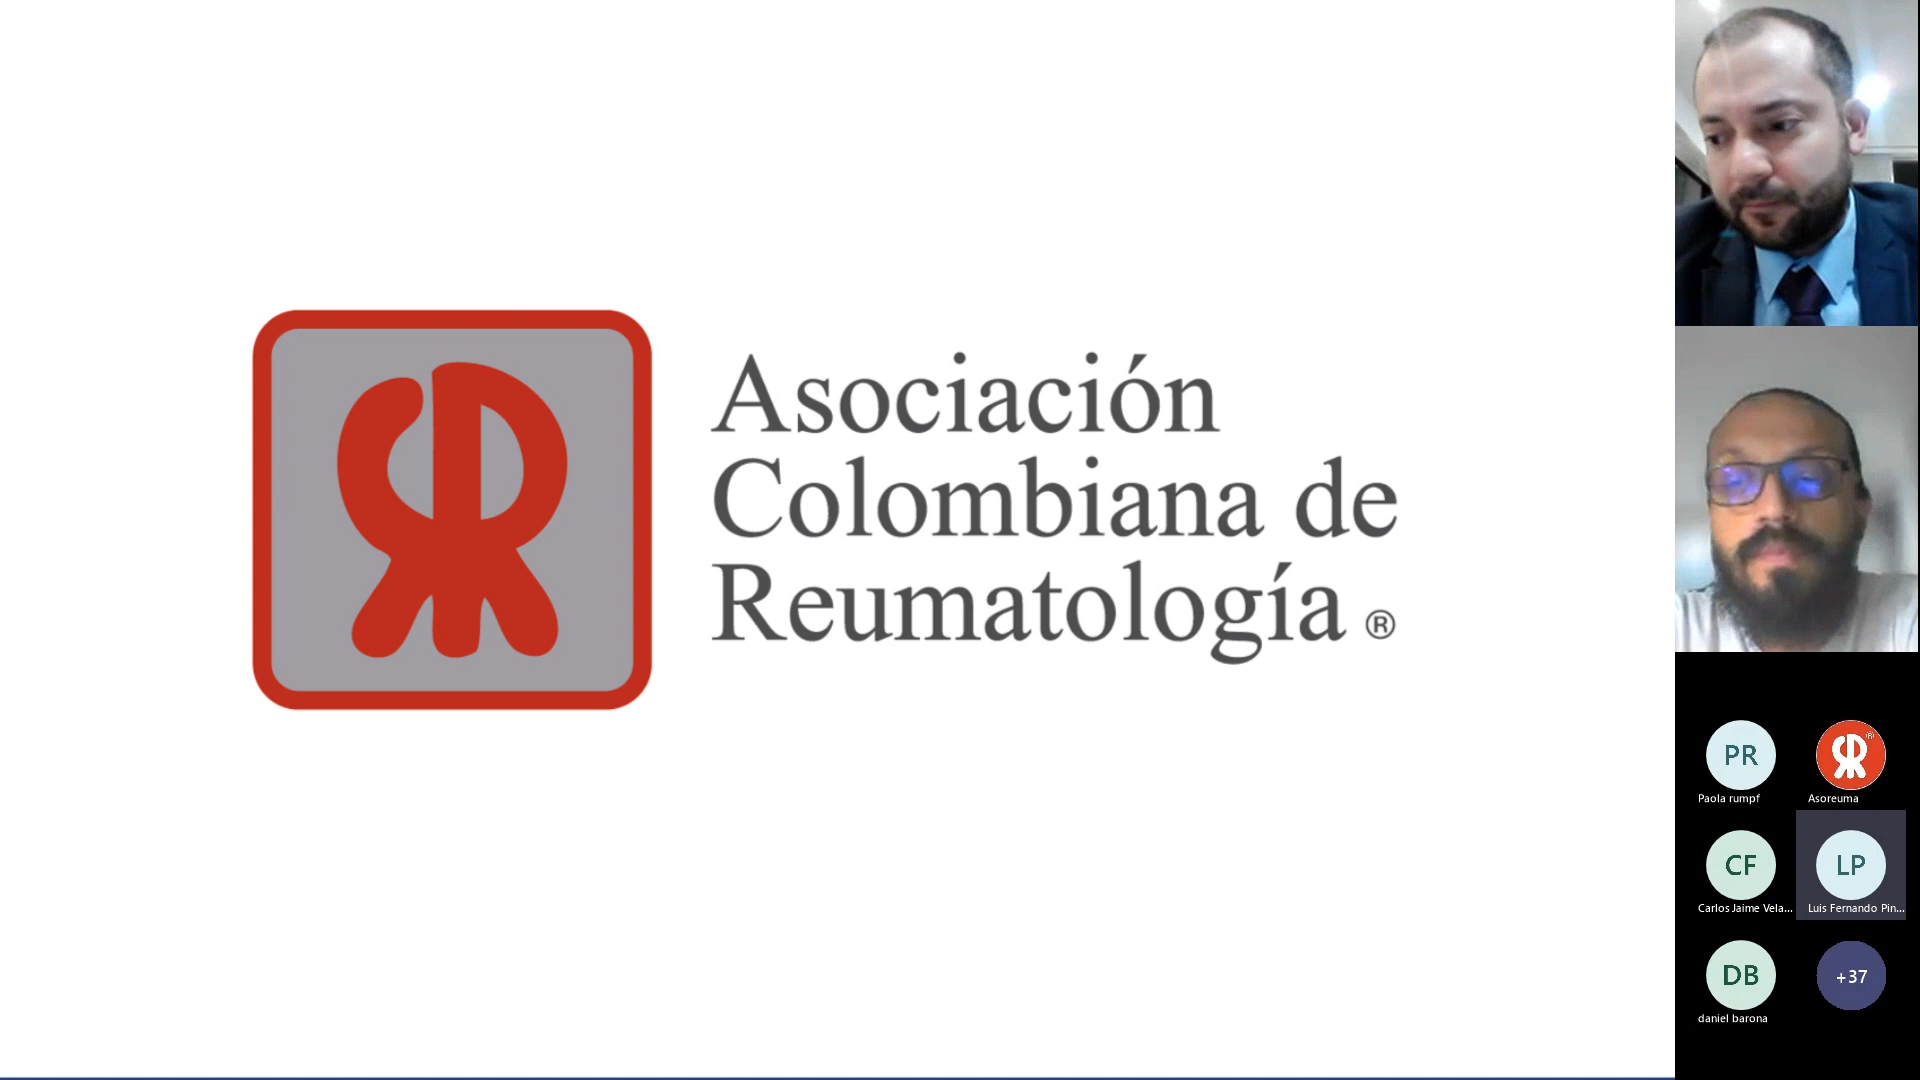 Asociación
Colombiana de
Reumatología ®
PR
Paola rumpf
®
Asoreuma
CF
Carlos Jaime Vela...
LP
Luis Fernando Pin...
DB
daniel barona
+37